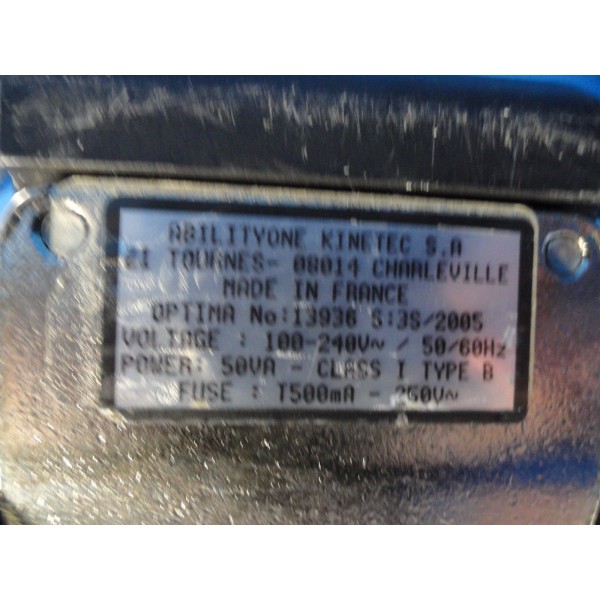 ABILITYONE KINETEC S.A
ZI TOURNES- 08014 CHARLEVILLE
MADE IN FRANCE
OPTIMA No: 13936 S:3S/2005
VOLTAGE : 100-240V~ / 50/60Hz
POWER: 50VA - CLASS I TYPE B
FUSE : T500mA - 250V~